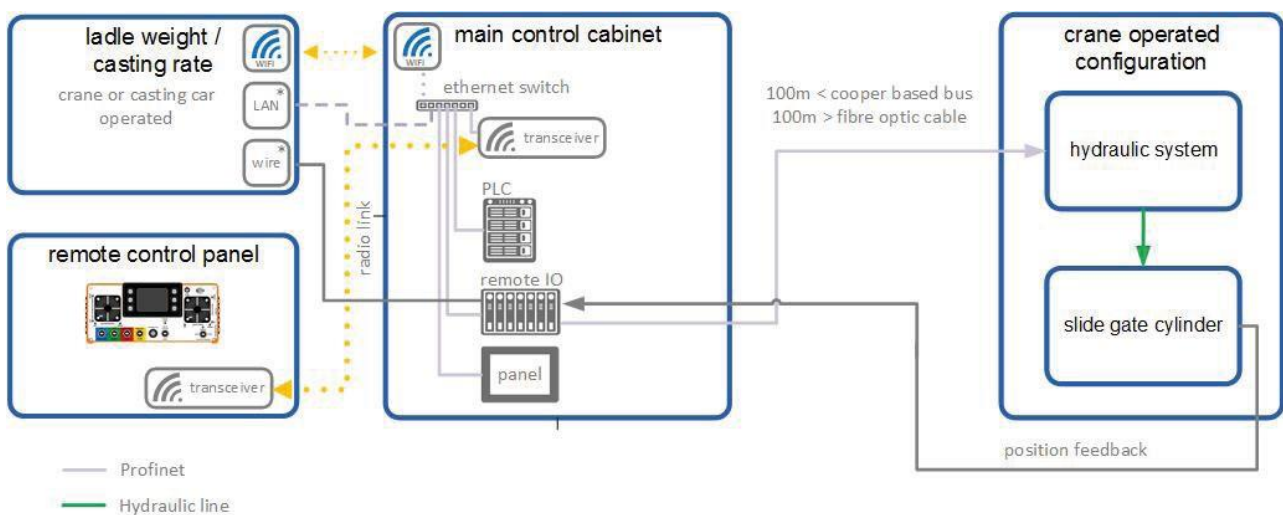 ladle weight /
casting rate
crane or casting car
operated
WIFI
LAN *
wire *
remote control panel
transceiver
radio link
main control cabinet
WIFI
ethernet switch
transceiver
PLC
remote IO
panel
100m < cooper based bus
100m > fibre optic cable
crane operated
configuration
hydraulic system
slide gate cylinder
position feedback
Profinet
Hydraulic line